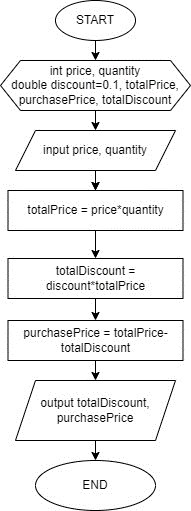 START
int price, quantity
double discount=0.1, totalPrice,
purchasePrice, totalDiscount
input price, quantity
totalPrice = price*quantity
totalDiscount =
discount*totalPrice
purchasePrice = totalPrice-
totalDiscount
output totalDiscount,
purchasePrice
END